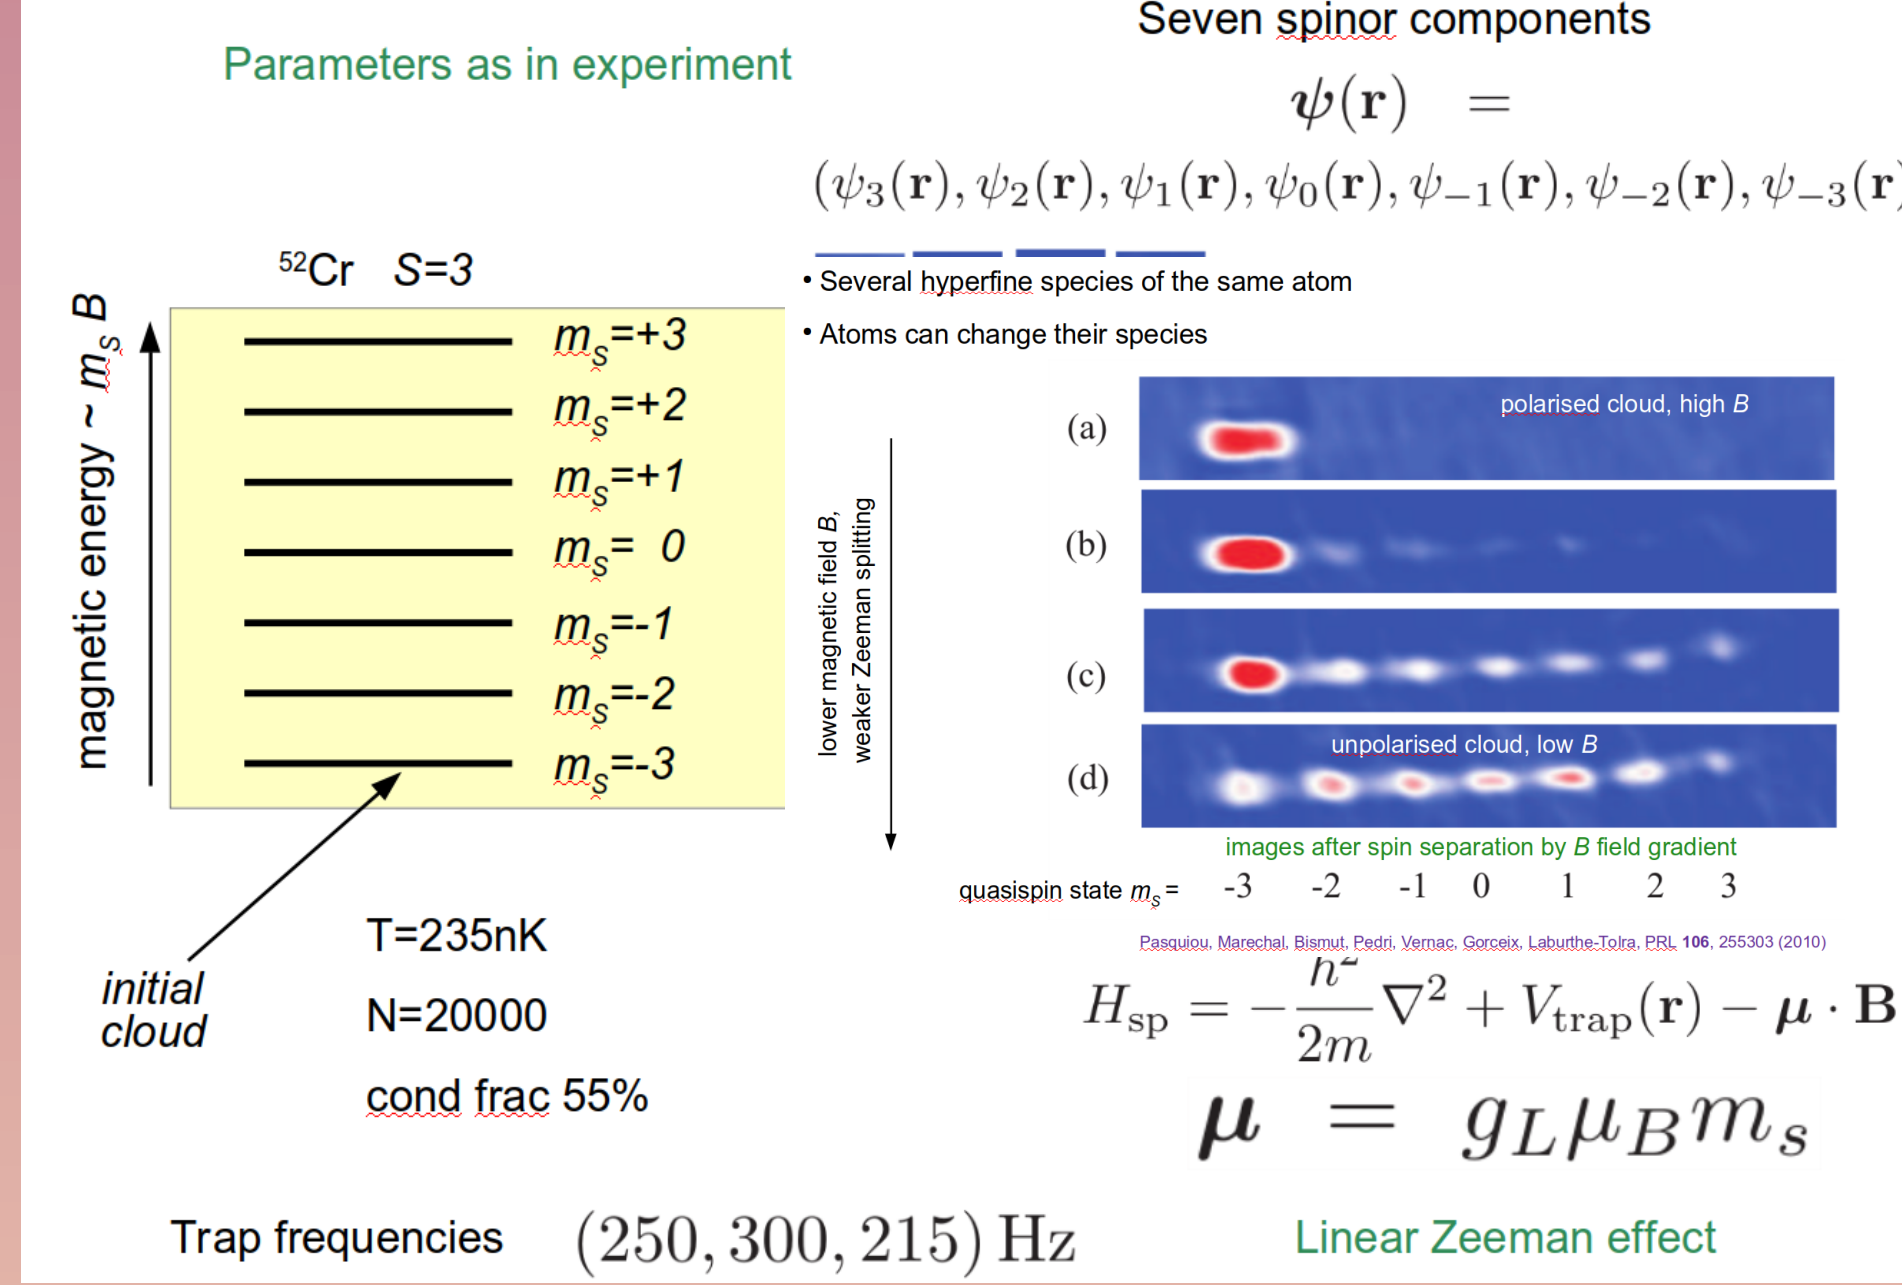 Parameters as in experiment
Seven spinor components
ψ(r) =
(ψ₃(r), ψ₂(r), ψ₁(r), ψ₀(r), ψ₋₁(r), ψ₋₂(r), ψ₋₃(r)
⁵²Cr S=3
magnetic energy ~ mₛ B
mₛ=+3
mₛ=+2
mₛ=+1
mₛ= 0
mₛ=-1
mₛ=-2
mₛ=-3
initial
cloud
T=235nK
N=20000
cond frac 55%
Trap frequencies (250, 300, 215) Hz
• Several hyperfine species of the same atom
• Atoms can change their species
lower magnetic field B,
weaker Zeeman splitting
(a) polarised cloud, high B
(b)
(c)
(d) unpolarised cloud, low B
images after spin separation by B field gradient
quasispin state mₛ= -3 -2 -1 0 1 2 3
Pasquiou, Marechal, Bismut, Pedri, Vernac, Gorceix, Laburthe-Tolra, PRL 106, 255303 (2010)
H_sp = −ħ²/2m ∇² + V_trap(r) − μ · B
μ = g_L μ_B m_s
Linear Zeeman effect